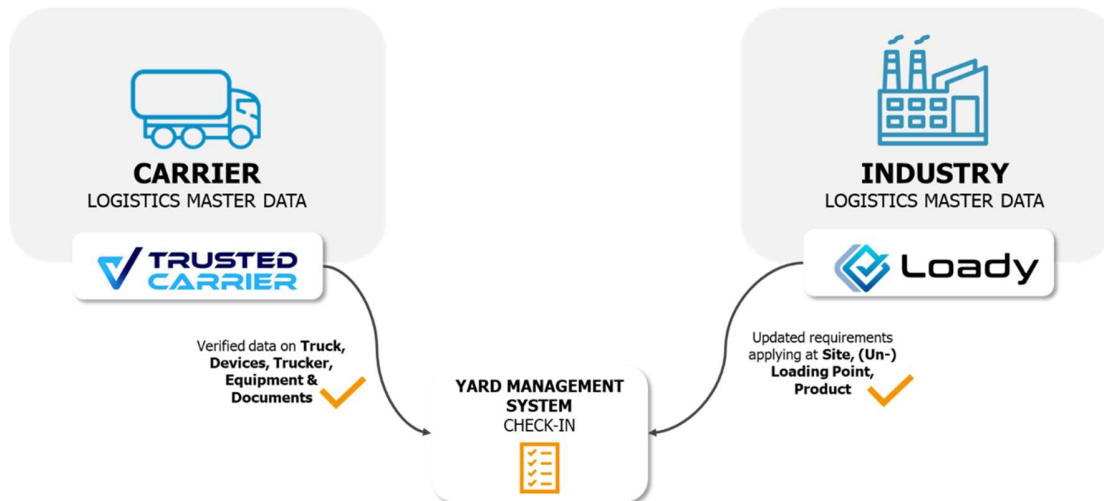 CARRIER
LOGISTICS MASTER DATA
TRUSTED
CARRIER
Verified data on Truck,
Devices, Trucker,
Equipment &
Documents
INDUSTRY
LOGISTICS MASTER DATA
Loady
Updated requirements
applying at Site, (Un-)
Loading Point,
Product
YARD MANAGEMENT
SYSTEM
CHECK-IN